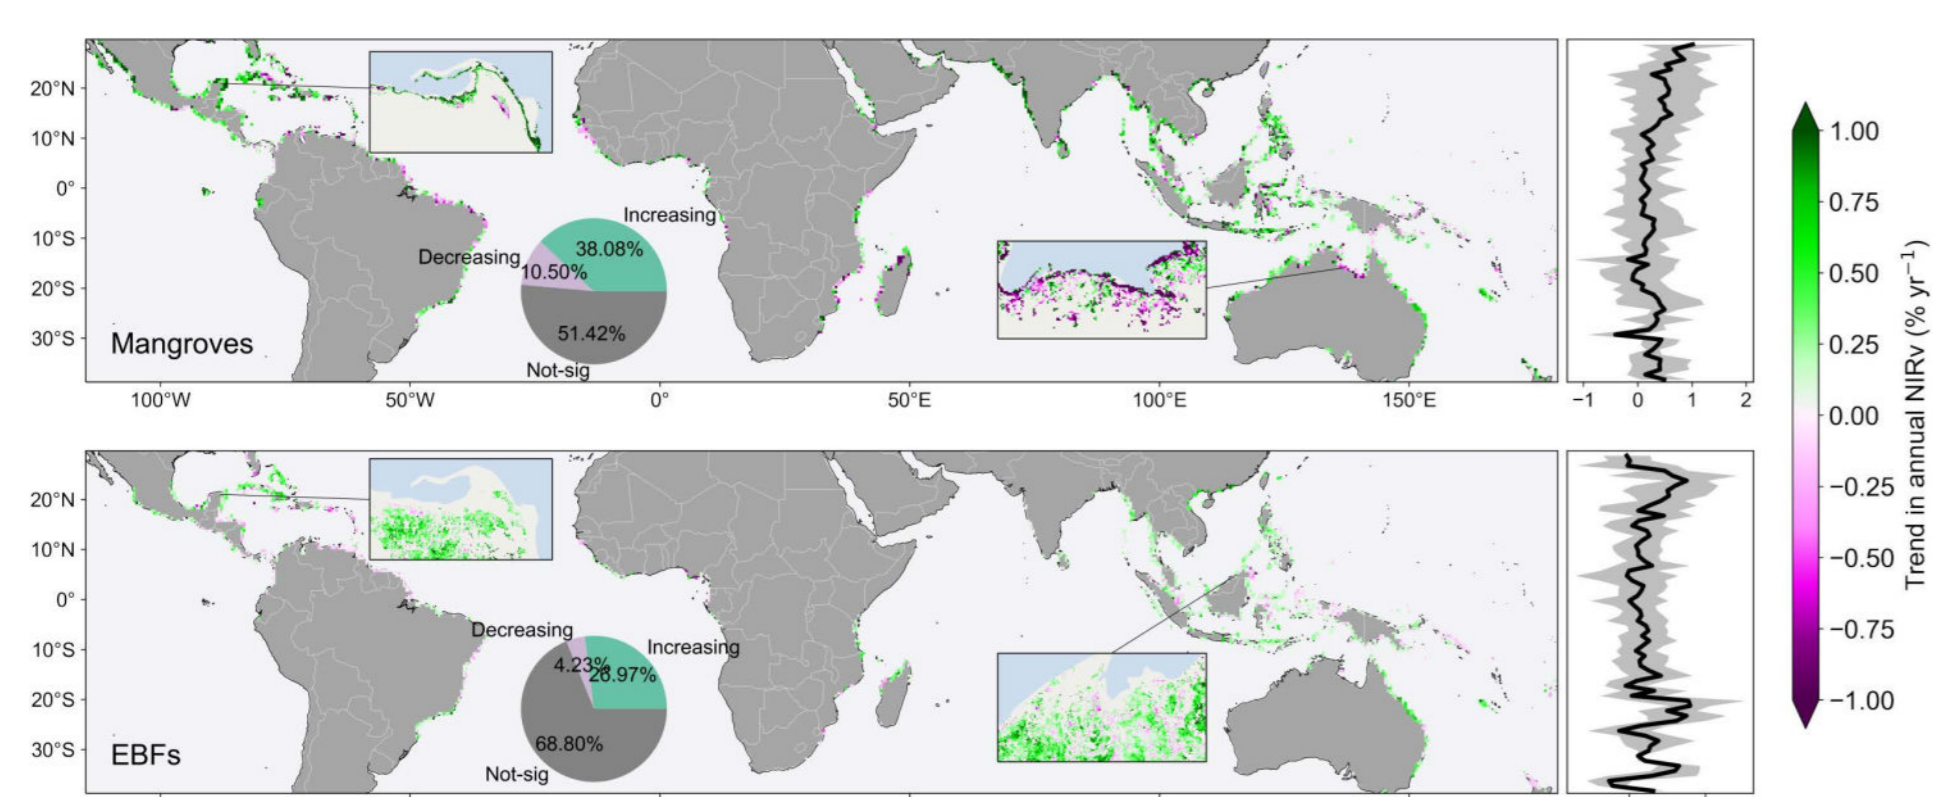 20°N
10°N
0°
10°S
20°S
30°S
Increasing
38.08%
Decreasing
10.50%
51.42%
Not-sig
Mangroves
100°W 50°W 0° 50°E 100°E 150°E
−1 0 1 2
20°N
10°N
0°
10°S
20°S
30°S
Decreasing
Increasing
4.23%
26.97%
68.80%
Not-sig
EBFs
1.00
0.75
0.50
0.25
0.00
−0.25
−0.50
−0.75
−1.00
Trend in annual NIRv (% yr⁻¹)